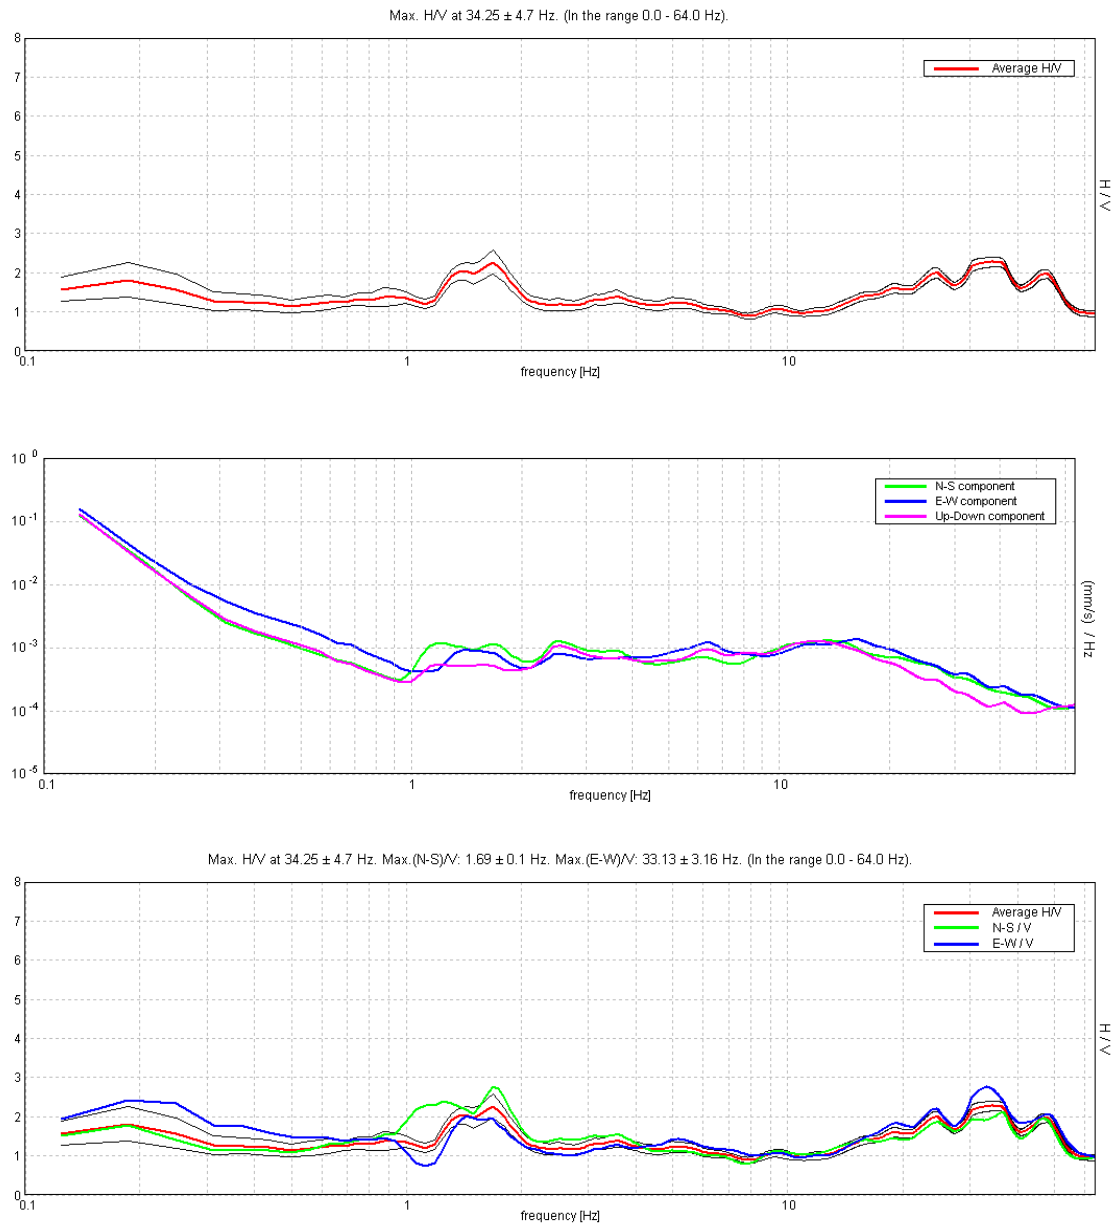 Max. H/V at 34.25 ± 4.7 Hz. (In the range 0.0 - 64.0 Hz).
8
Average H/V
7
6
5
4
H / V
3
2
1
0
0.1
1
10
frequency [Hz]
10 0
N-S component
E-W component
Up-Down component
10 -1
10 -2
(mm/s) / Hz
10 -3
10 -4
10 -5
0.1
1
10
frequency [Hz]
Max. H/V at 34.25 ± 4.7 Hz. Max.(N-S)/V: 1.69 ± 0.1 Hz. Max.(E-W)/V: 33.13 ± 3.16 Hz. (In the range 0.0 - 64.0 Hz).
8
Average H/V
N-S / V
E-W / V
7
6
5
4
H / V
3
2
1
0
0.1
1
10
frequency [Hz]